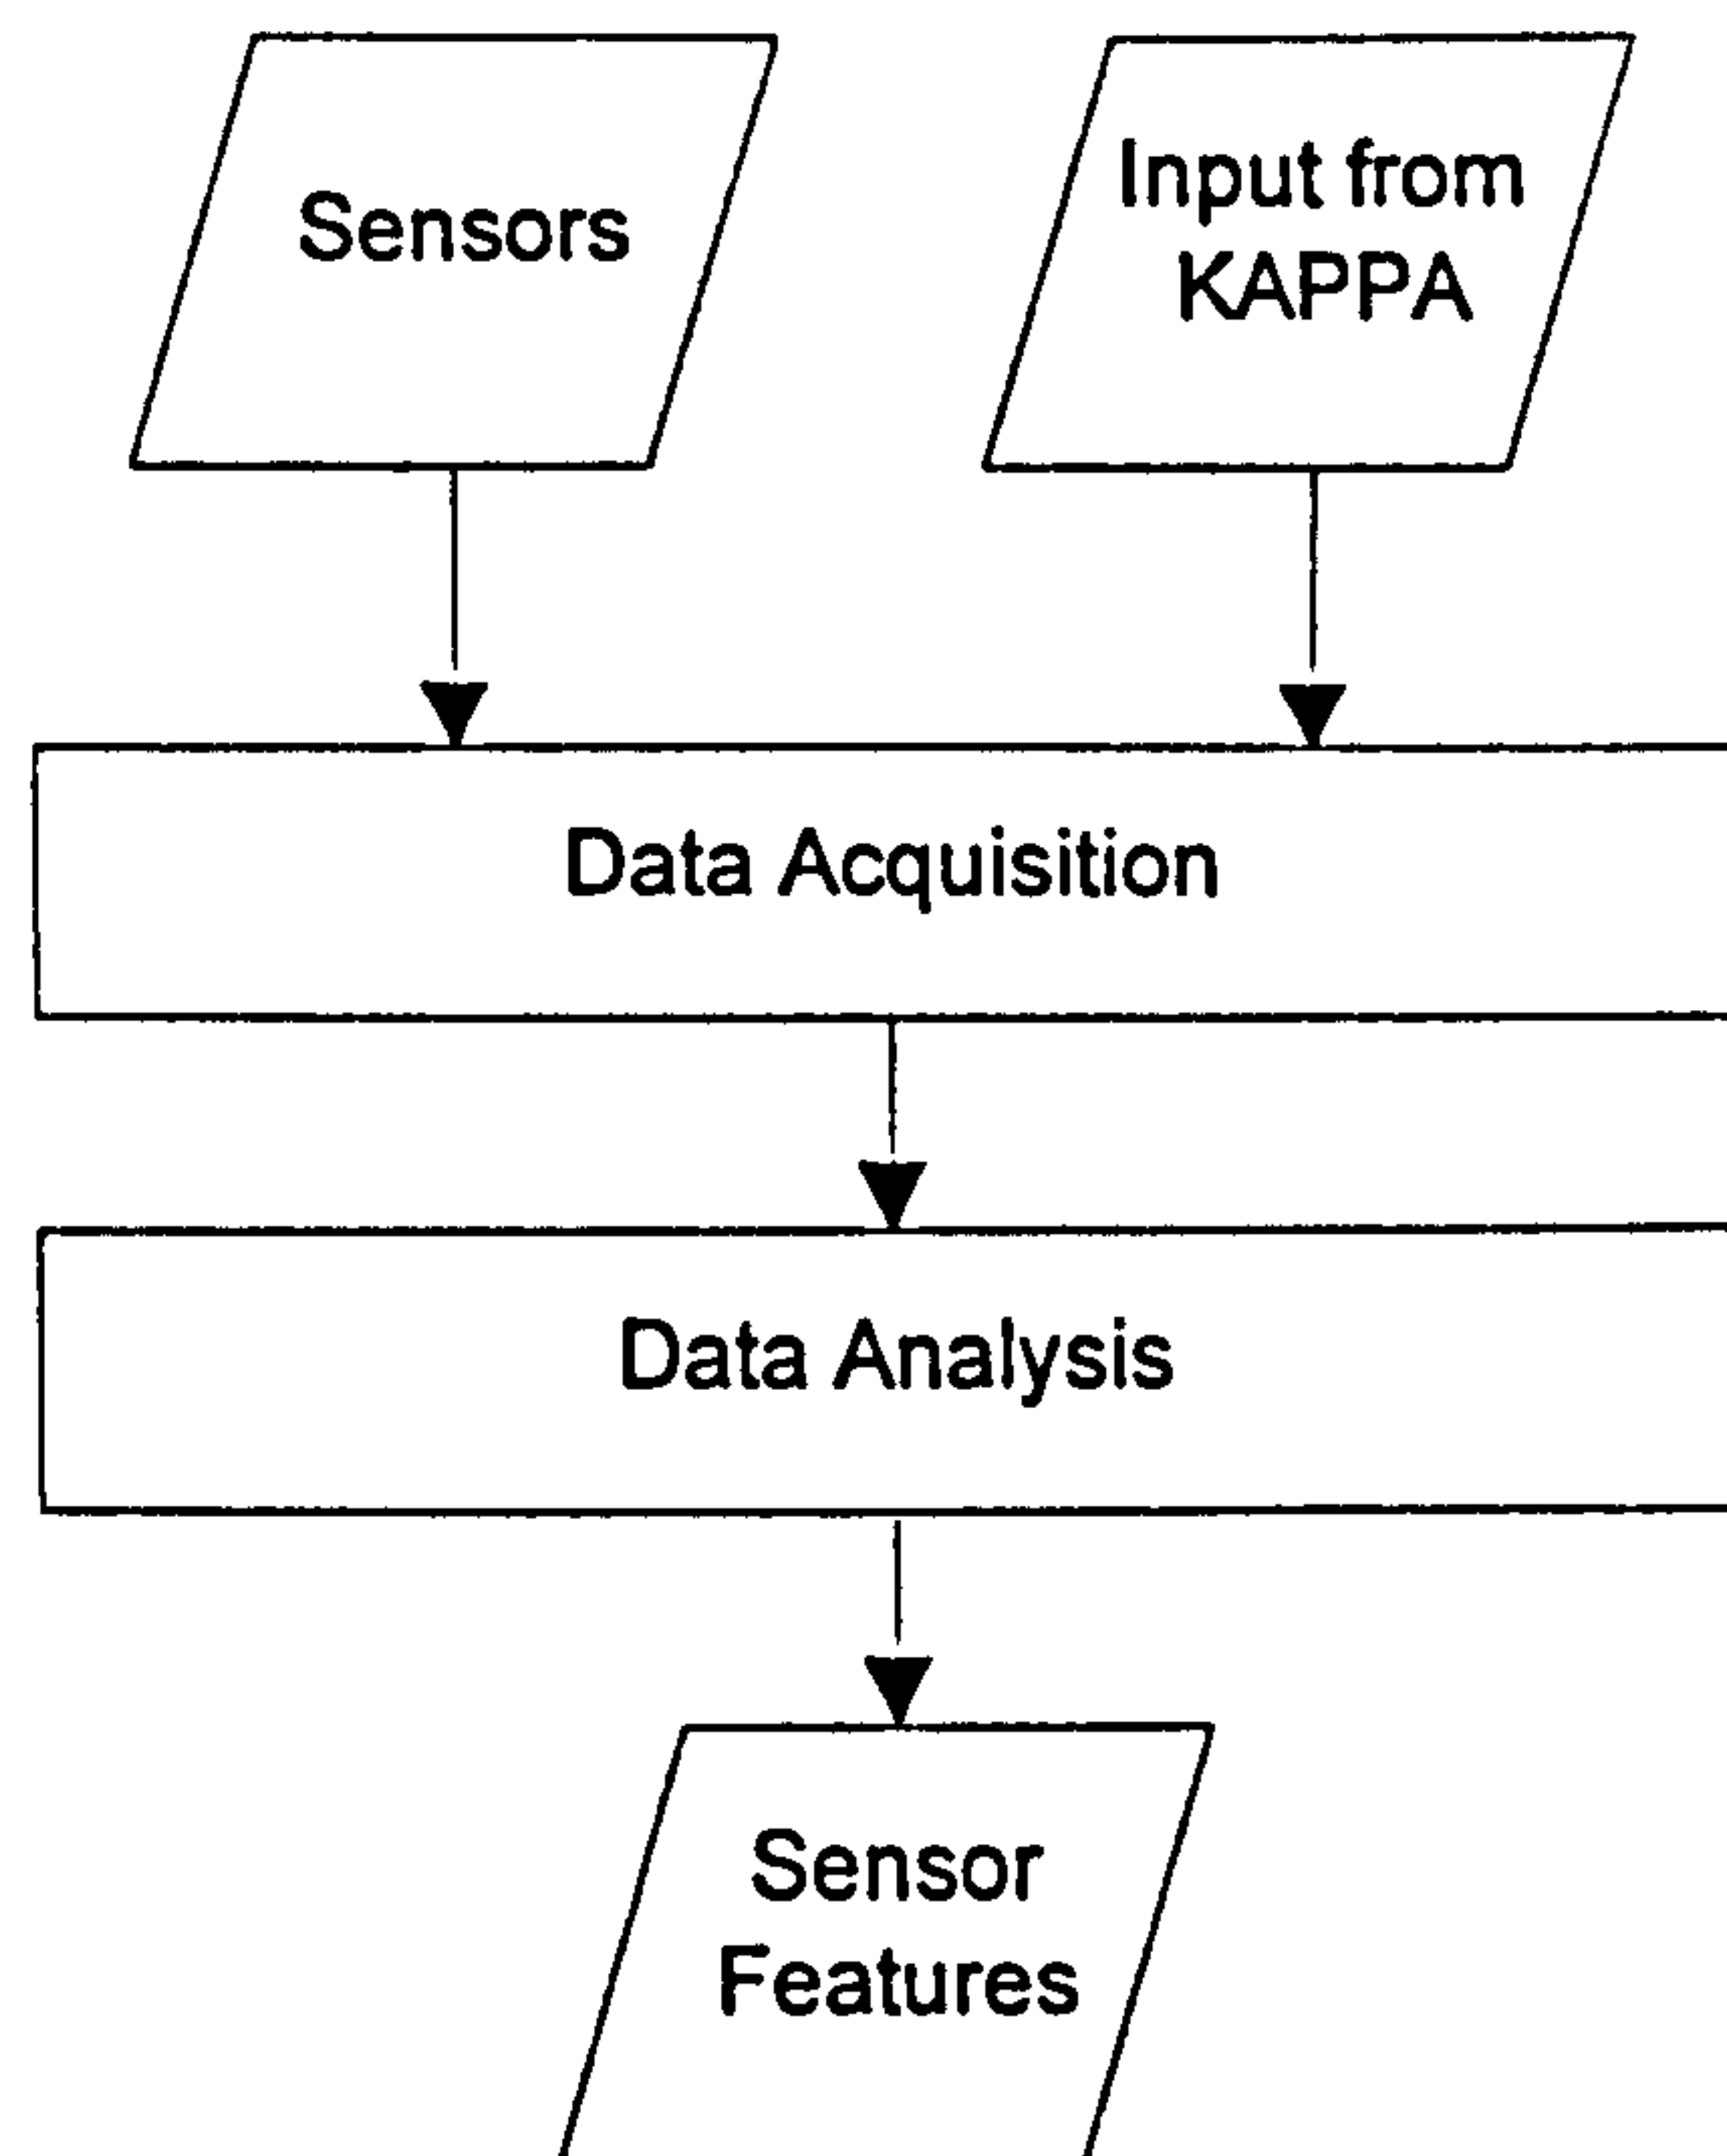 Sensors
Input from
KAPPA
Data Acquisition
Data Analysis
Sensor
Features